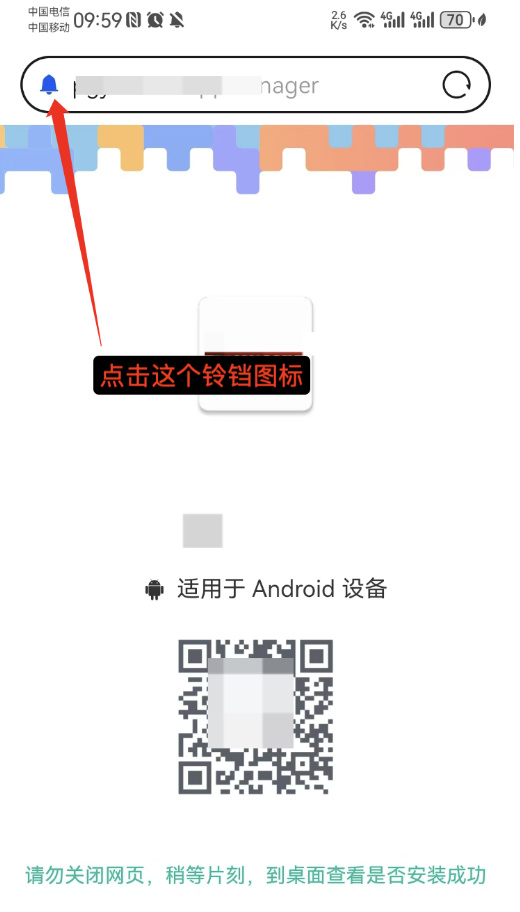 中国电信
中国移动
09:59
2.6
K/s
4G
4G
70
nager
点击这个铃铛图标
适用于 Android 设备
请勿关闭网页，稍等片刻，到桌面查看是否安装成功